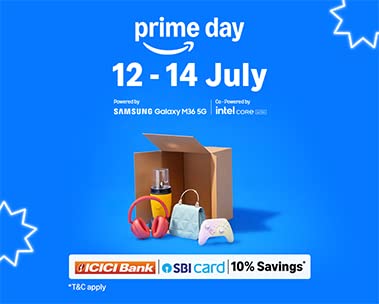 prime day
12 - 14 July
Powered by
SAMSUNG Galaxy M36 5G
Co - Powered by
intel CORE
ICICI Bank
SBI card
10% Savings*
*T&C apply